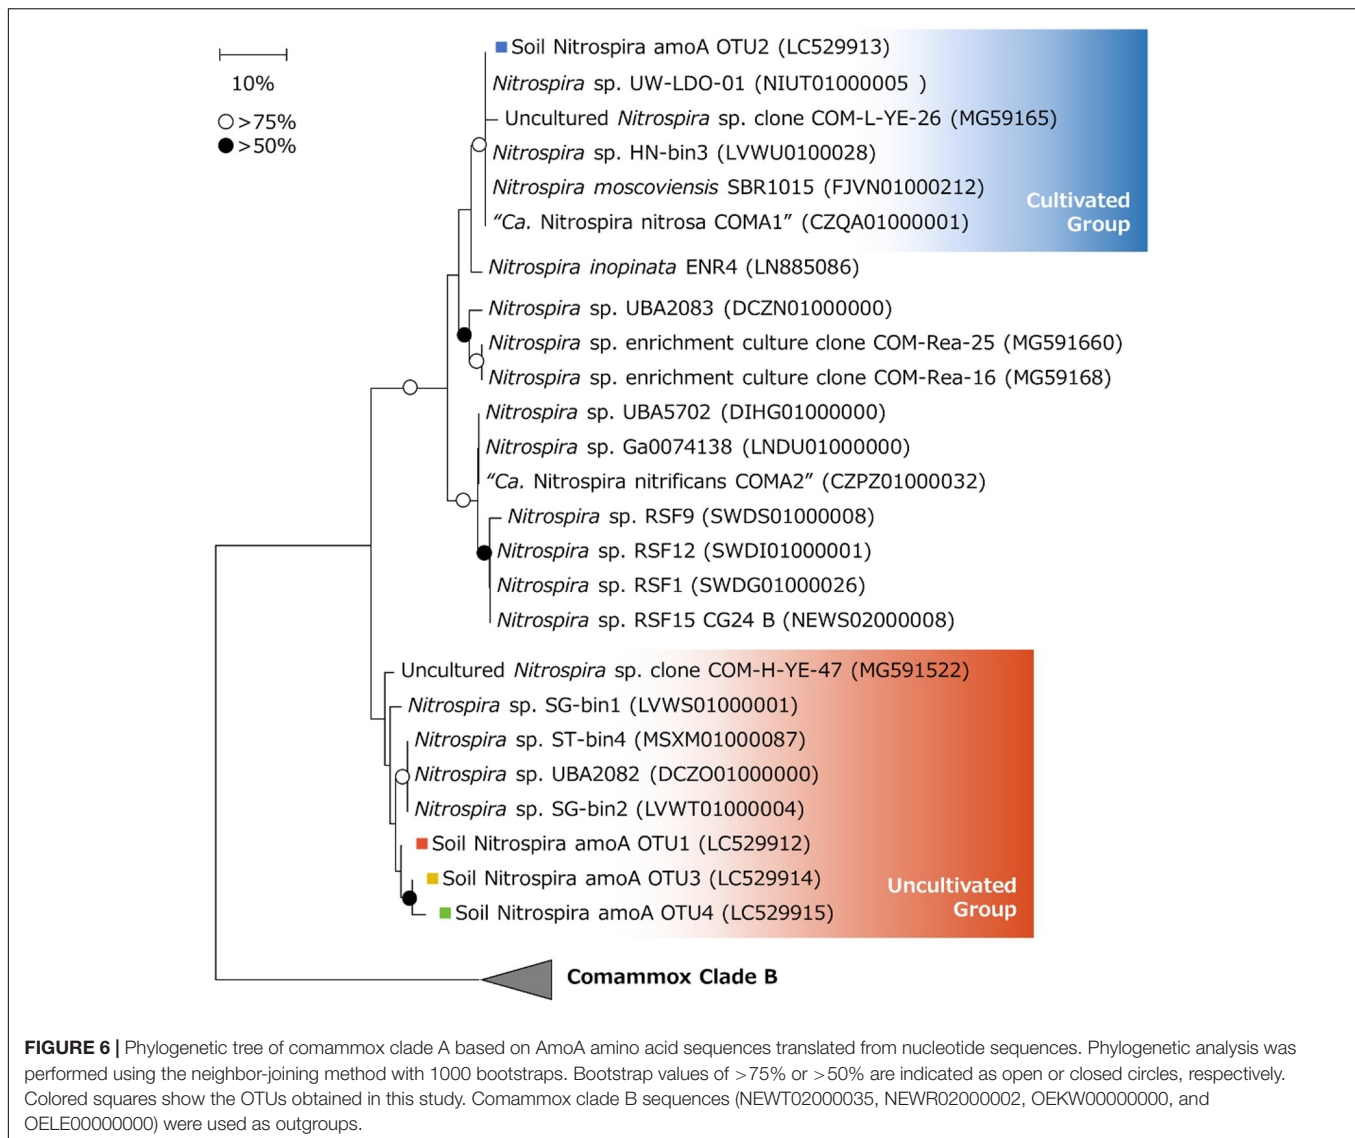 10%
>75%
>50%
Soil Nitrospira amoA OTU2 (LC529913)
Nitrospira sp. UW-LDO-01 (NIUT01000005 )
Uncultured Nitrospira sp. clone COM-L-YE-26 (MG59165)
Nitrospira sp. HN-bin3 (LVWU0100028)
Nitrospira moscoviensis SBR1015 (FJVN01000212)
“Ca. Nitrospira nitrosa COMA1” (CZQA01000001)
Cultivated
Group
Nitrospira inopinata ENR4 (LN885086)
Nitrospira sp. UBA2083 (DCZN01000000)
Nitrospira sp. enrichment culture clone COM-Rea-25 (MG591660)
Nitrospira sp. enrichment culture clone COM-Rea-16 (MG59168)
Nitrospira sp. UBA5702 (DIHG01000000)
Nitrospira sp. Ga0074138 (LNDU01000000)
“Ca. Nitrospira nitrificans COMA2” (CZPZ01000032)
Nitrospira sp. RSF9 (SWDS01000008)
Nitrospira sp. RSF12 (SWDI01000001)
Nitrospira sp. RSF1 (SWDG01000026)
Nitrospira sp. RSF15 CG24 B (NEWS02000008)
Uncultured Nitrospira sp. clone COM-H-YE-47 (MG591522)
Nitrospira sp. SG-bin1 (LVWS01000001)
Nitrospira sp. ST-bin4 (MSXM01000087)
Nitrospira sp. UBA2082 (DCZO01000000)
Nitrospira sp. SG-bin2 (LVWT01000004)
Soil Nitrospira amoA OTU1 (LC529912)
Soil Nitrospira amoA OTU3 (LC529914)
Soil Nitrospira amoA OTU4 (LC529915)
Uncultivated
Group
Comammox Clade B
FIGURE 6 | Phylogenetic tree of comammox clade A based on AmoA amino acid sequences translated from nucleotide sequences. Phylogenetic analysis was
performed using the neighbor-joining method with 1000 bootstraps. Bootstrap values of >75% or >50% are indicated as open or closed circles, respectively.
Colored squares show the OTUs obtained in this study. Comammox clade B sequences (NEWT02000035, NEWR02000002, OEKW00000000, and
OELE00000000) were used as outgroups.